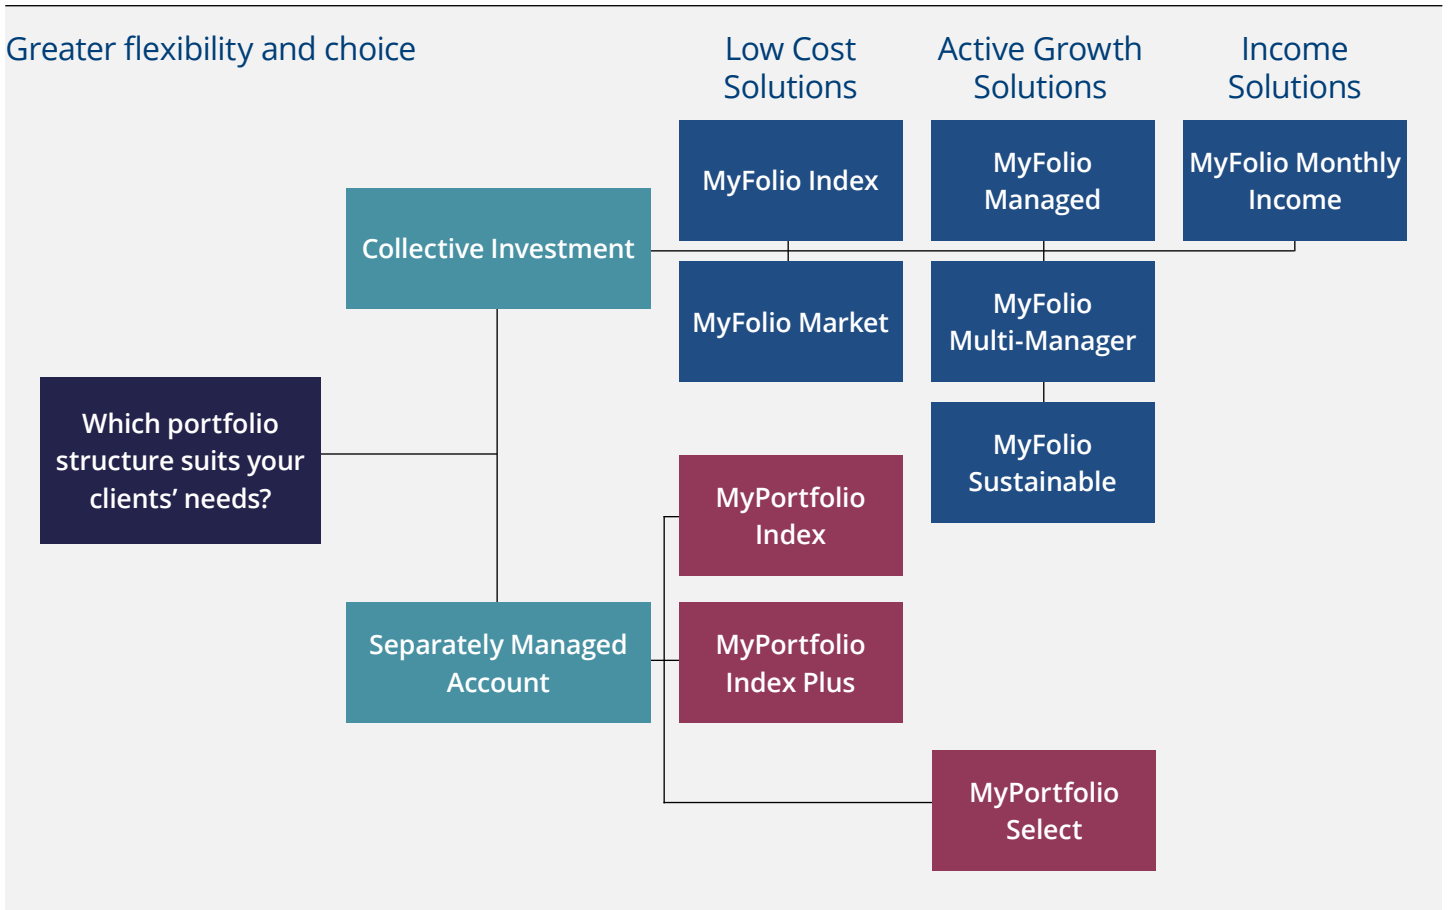 Greater flexibility and choice
Low Cost
Solutions
Active Growth
Solutions
Income
Solutions
MyFolio Index
MyFolio
Managed
MyFolio Monthly
Income
Collective Investment
MyFolio Market
MyFolio
Multi-Manager
Which portfolio
structure suits your
clients’ needs?
MyFolio
Sustainable
MyPortfolio
Index
Separately Managed
Account
MyPortfolio
Index Plus
MyPortfolio
Select